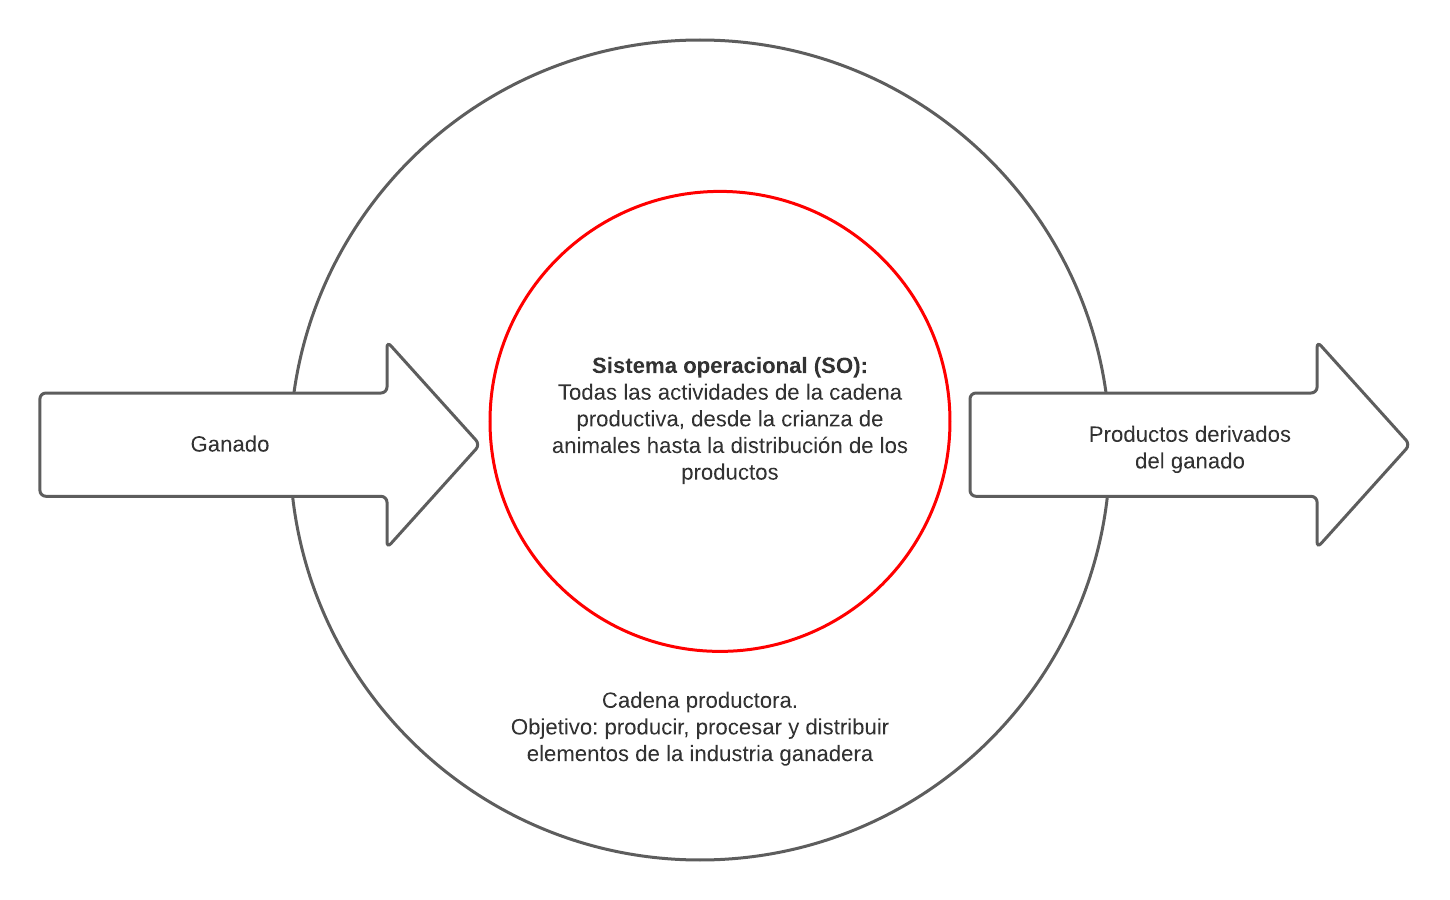 Sistema operacional (SO):
Todas las actividades de la cadena
productiva, desde la crianza de
animales hasta la distribución de los
productos
Ganado
Productos derivados
del ganado
Cadena productora.
Objetivo: producir, procesar y distribuir
elementos de la industria ganadera